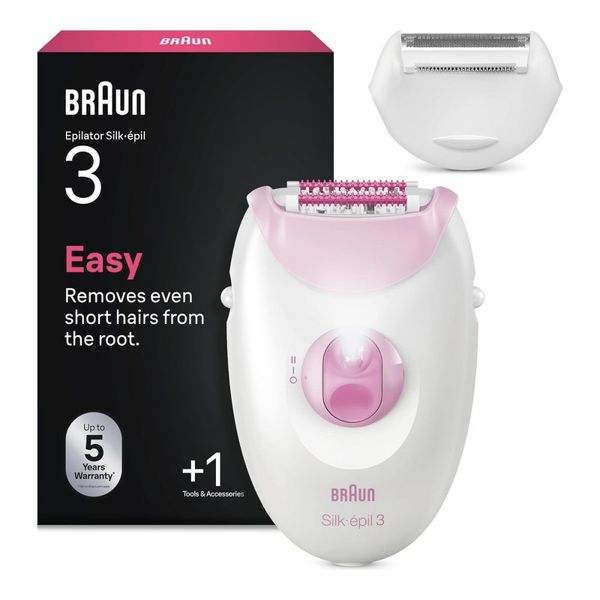 BRAUN
BRAUN
Epilator Silk·épil
3
Easy
Removes even
short hairs from
the root.
Up to
5
Years
Warranty*
+1
Tools & Accessories
II
I
O
BRAUN
Silk·épil 3